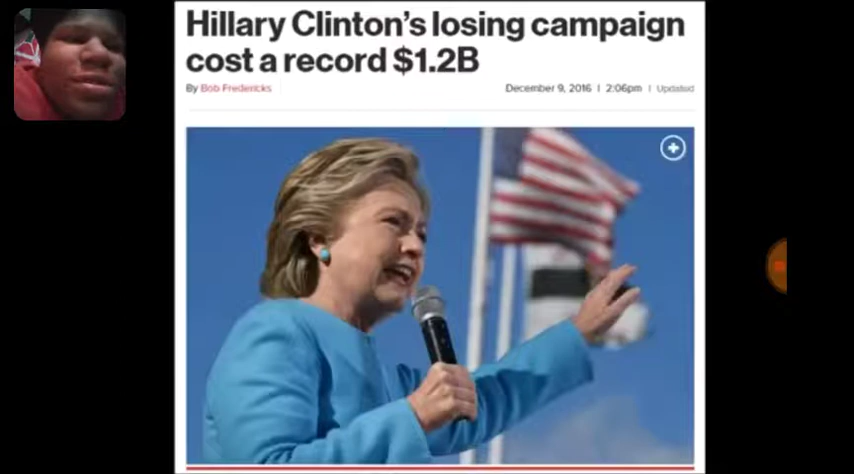 Hillary Clinton's losing campaign
cost a record $1.2B
By Bob Fredericks
December 9, 2016 | 2:06pm | Updated